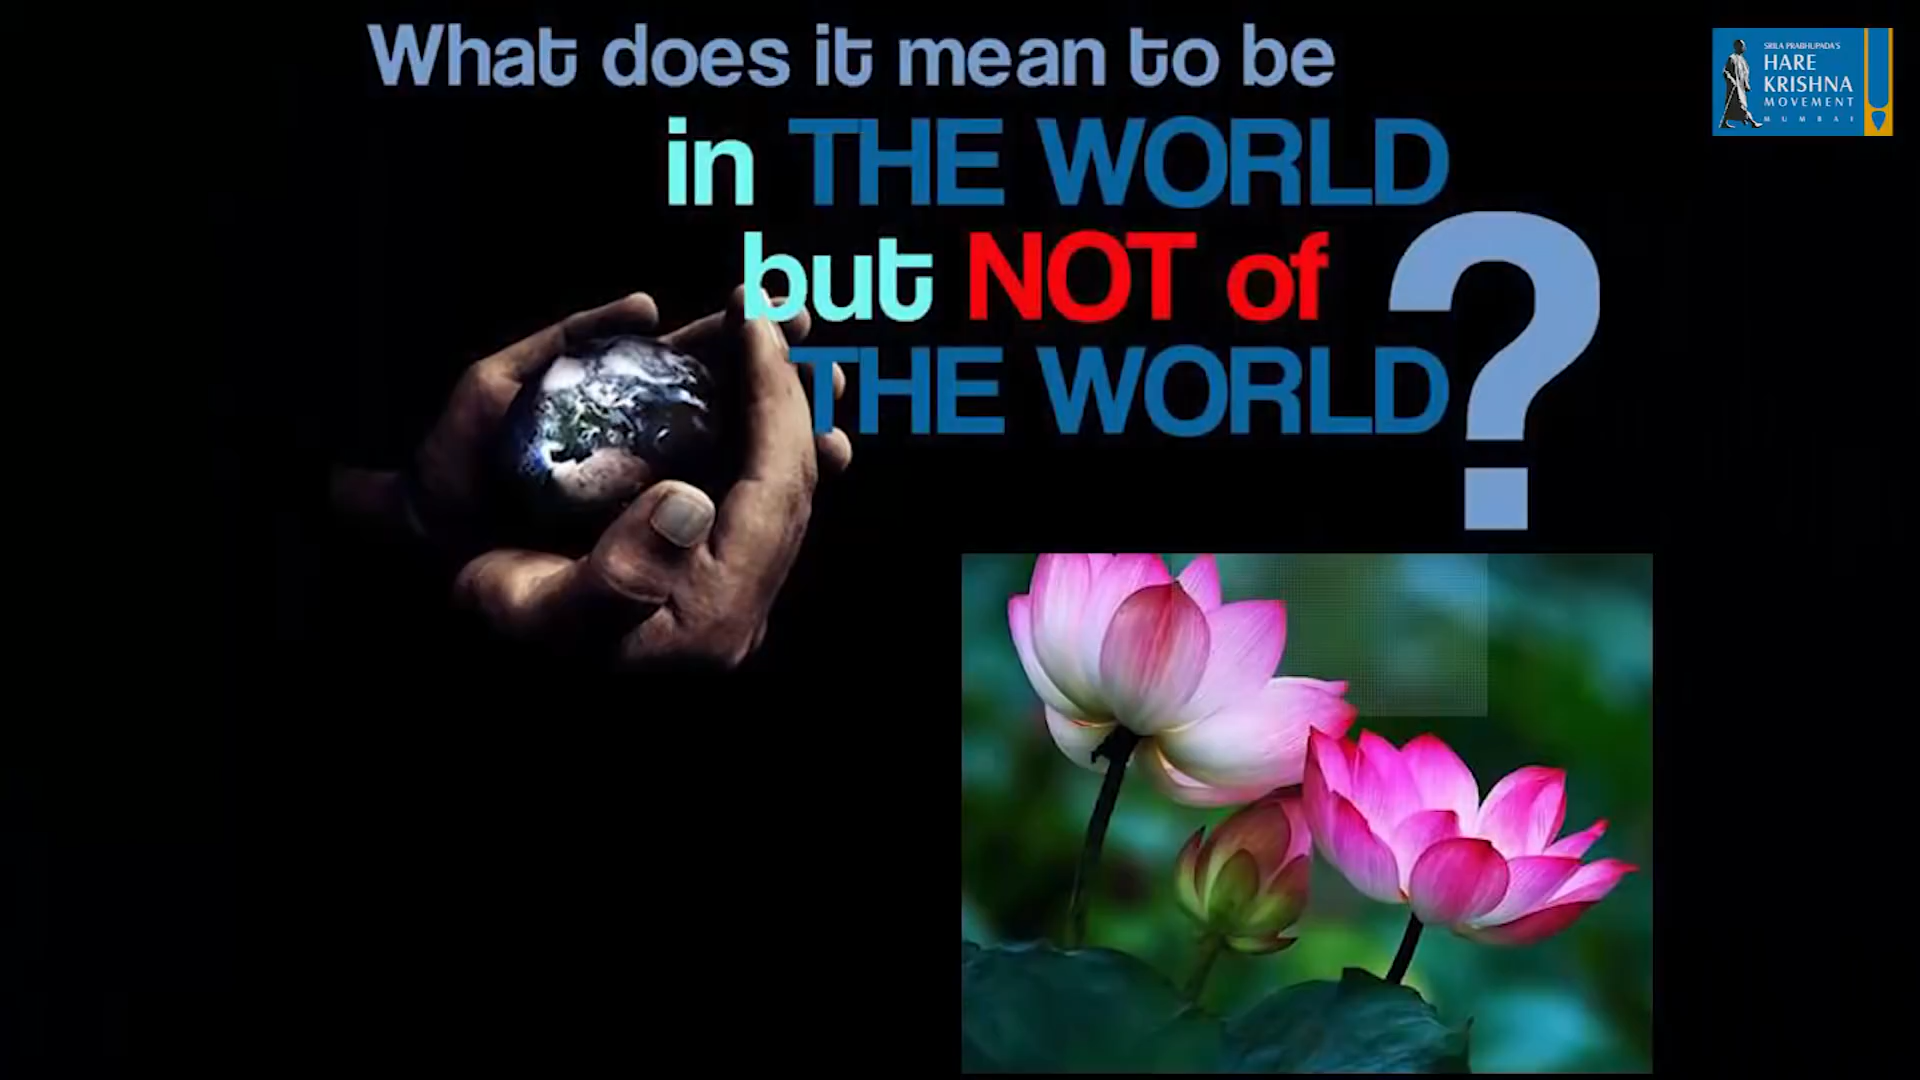 What does it mean to be
in THE WORLD
but NOT of
THE WORLD?
SRILA PRABHUPADA'S
HARE
KRISHNA
MOVEMENT
MUMBAI